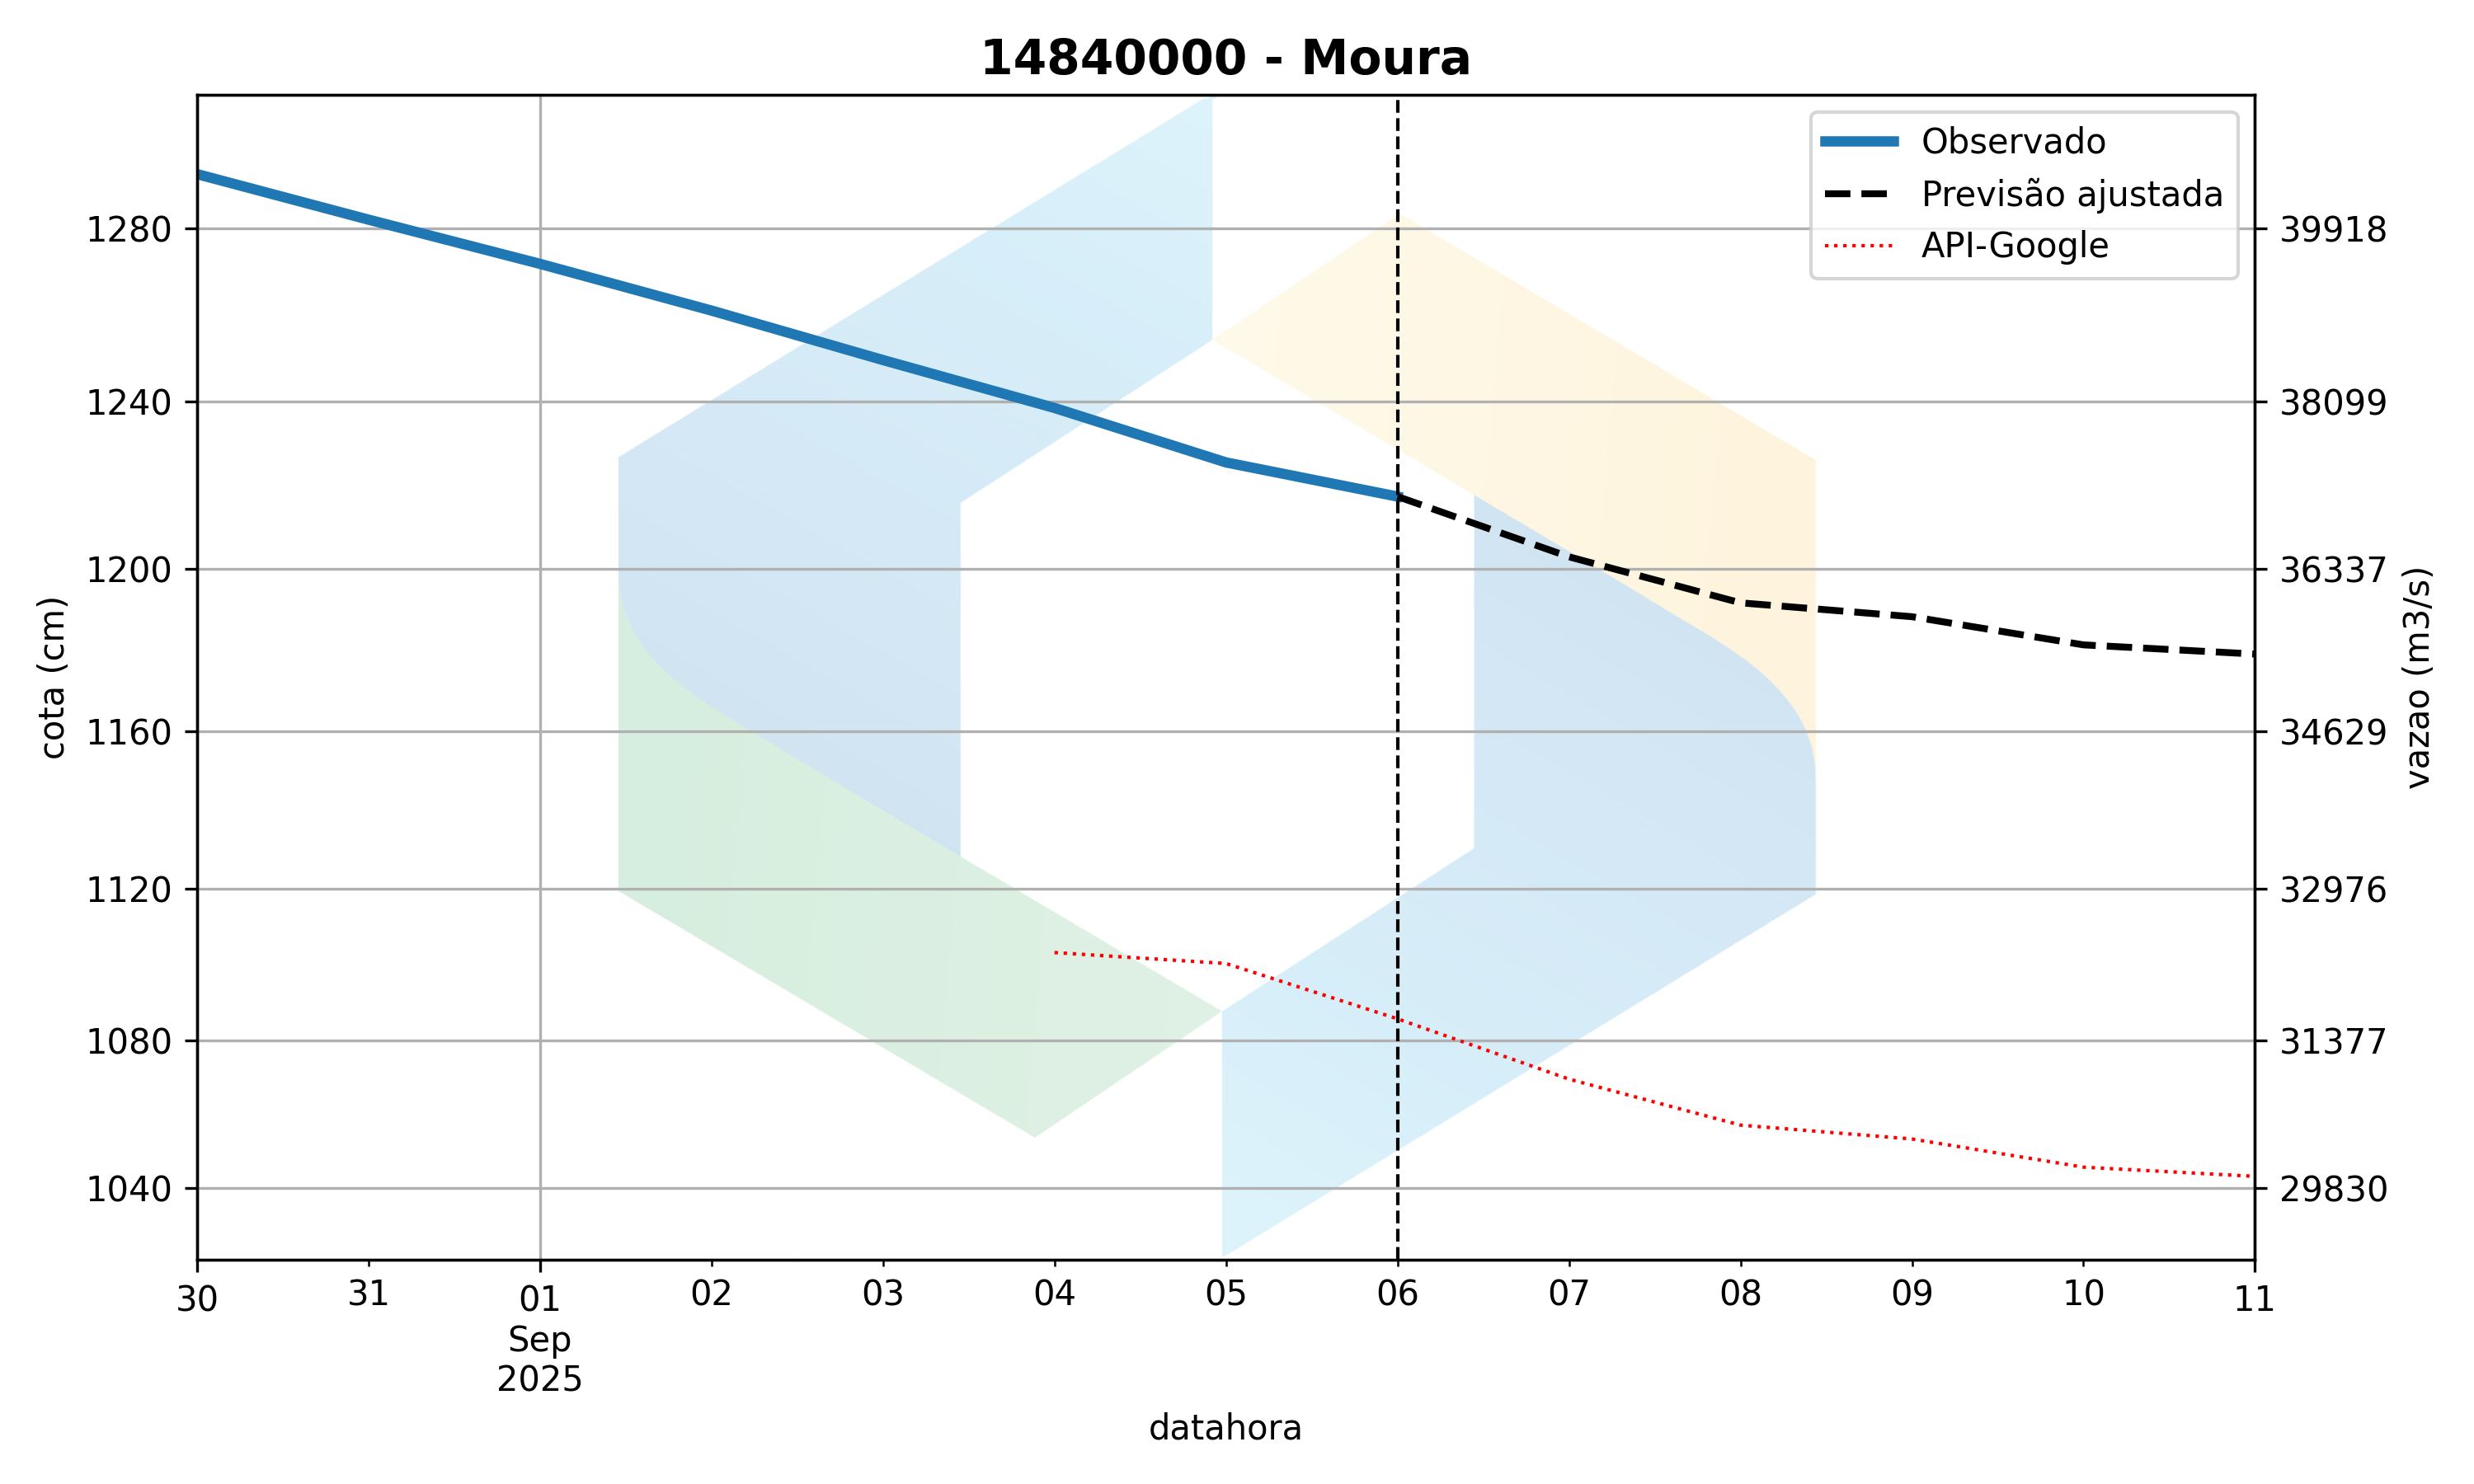 14840000 - Moura
Observado
Previsão ajustada
API-Google
1280
1240
1200
1160
1120
1080
1040
cota (cm)
39918
38099
36337
34629
32976
31377
29830
vazao (m3/s)
30 31 01 02 03 04 05 06 07 08 09 10 11
Sep
2025
datahora